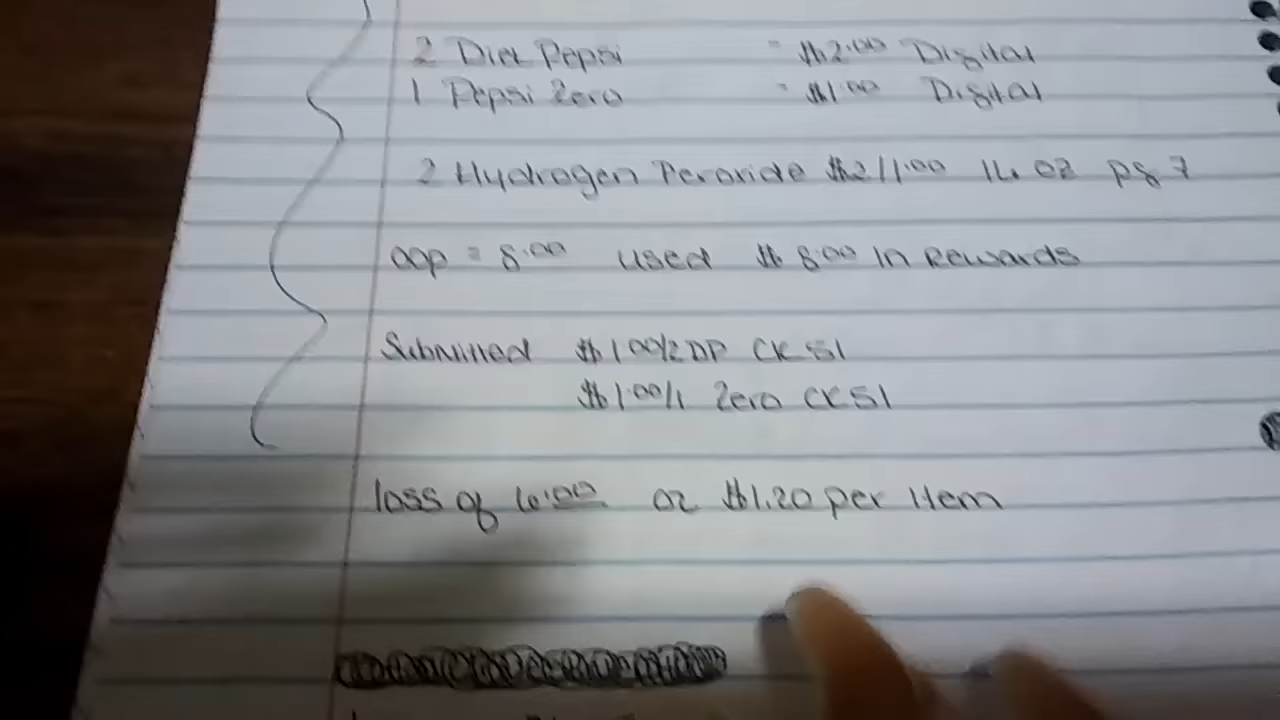 2 Diet Pepsi = $2.00 Digital
1 Pepsi Zero = $1.00 Digital
2 Hydrogen Peroxide $2/1.00 16 oz pg 7
OOP = 8.00 used $8.00 in Rewards
Submitted $1.00/2 DP CK51
$1.00/1 Zero CK51
loss of 6.00 or $1.20 per item